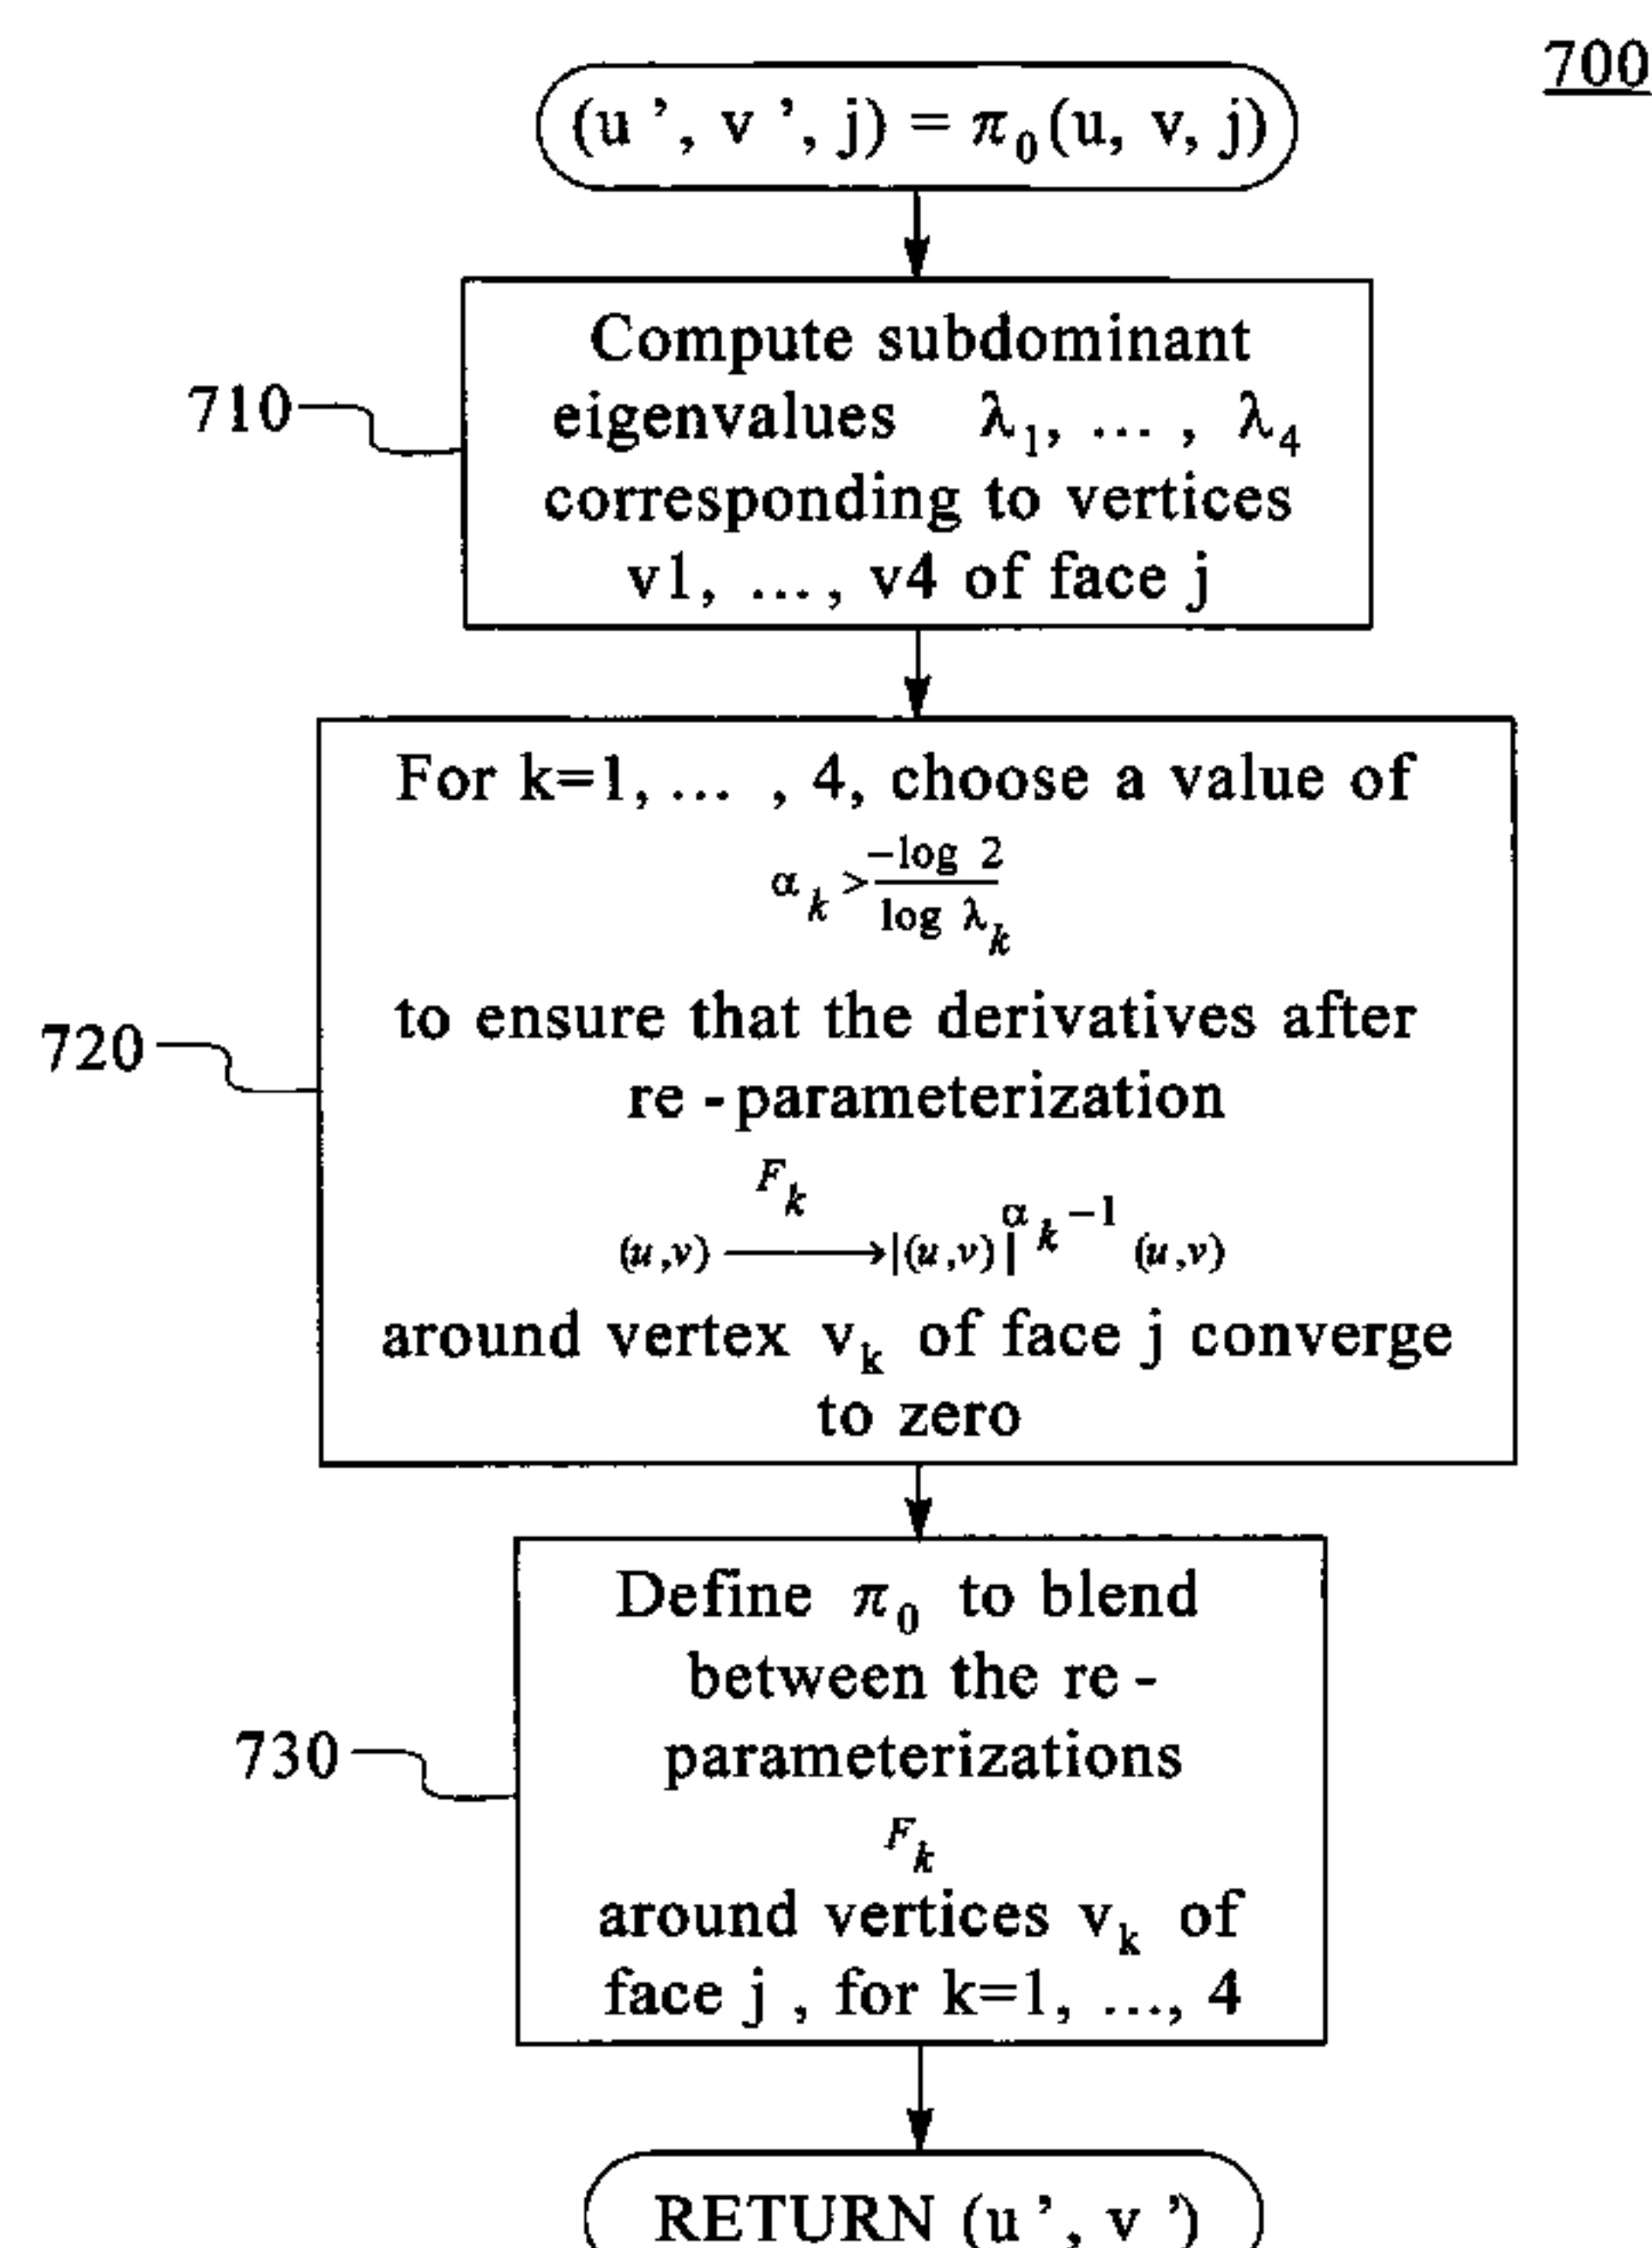 700
(u ’, v ’, j) = π₀(u, v, j)
710
Compute subdominant
eigenvalues λ₁, ... , λ₄
corresponding to vertices
v1, ... , v4 of face j
720
For k=1, ... , 4, choose a value of
αₖ > −log 2 / log λₖ
to ensure that the derivatives after
re - parameterization
Fₖ
(u,v) ⟶ |(u,v)|^(αₖ−1) (u,v)
around vertex vₖ of face j converge
to zero
730
Define π₀ to blend
between the re -
parameterizations
Fₖ
around vertices vₖ of
face j , for k=1, ..., 4
RETURN (u ’, v ’)